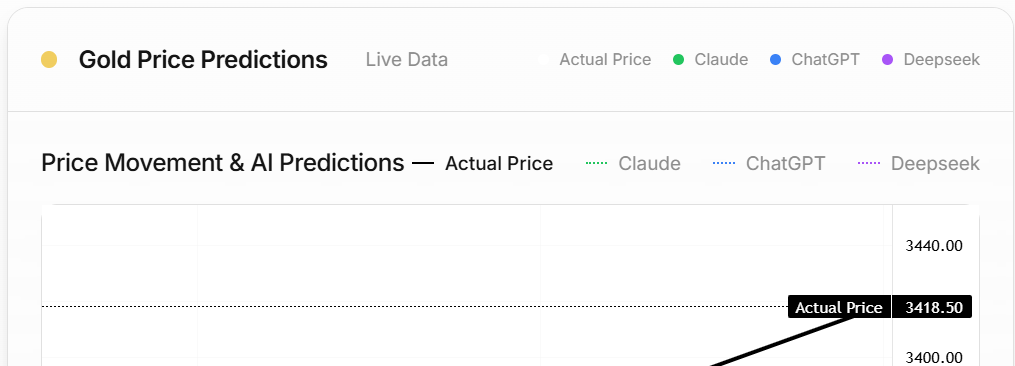 Gold Price Predictions Live Data Actual Price Claude ChatGPT Deepseek
Price Movement & AI Predictions Actual Price Claude ChatGPT Deepseek
3440.00
Actual Price 3418.50
3400.00